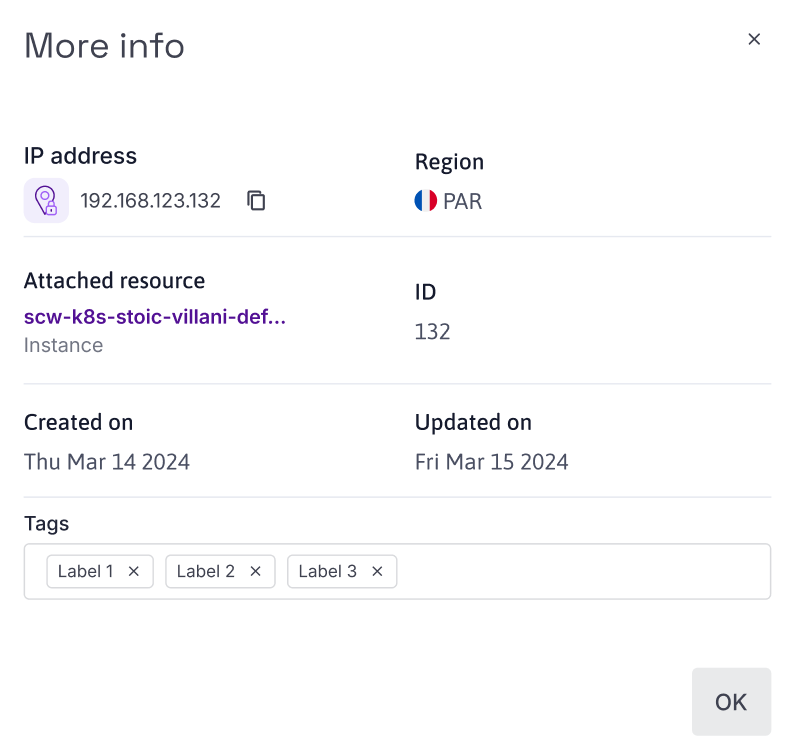 More info
IP address
192.168.123.132
Region
PAR
Attached resource
scw-k8s-stoic-villani-def...
Instance
ID
132
Created on
Thu Mar 14 2024
Updated on
Fri Mar 15 2024
Tags
Label 1 Label 2 Label 3
OK